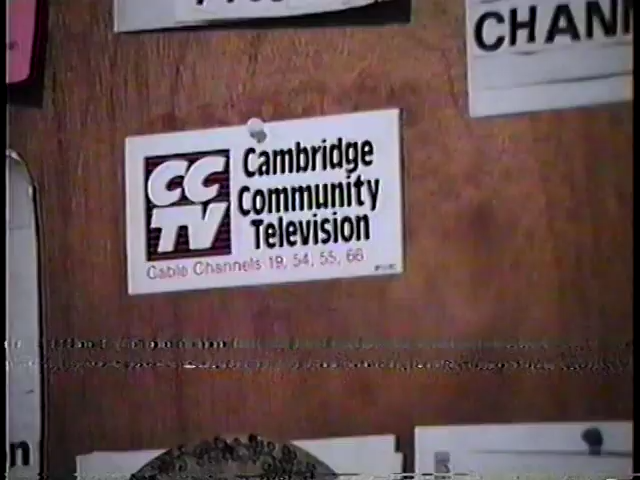 CHAN
CC
TV
Cambridge
Community
Television
Cable Channels 19, 54, 55, 66
n